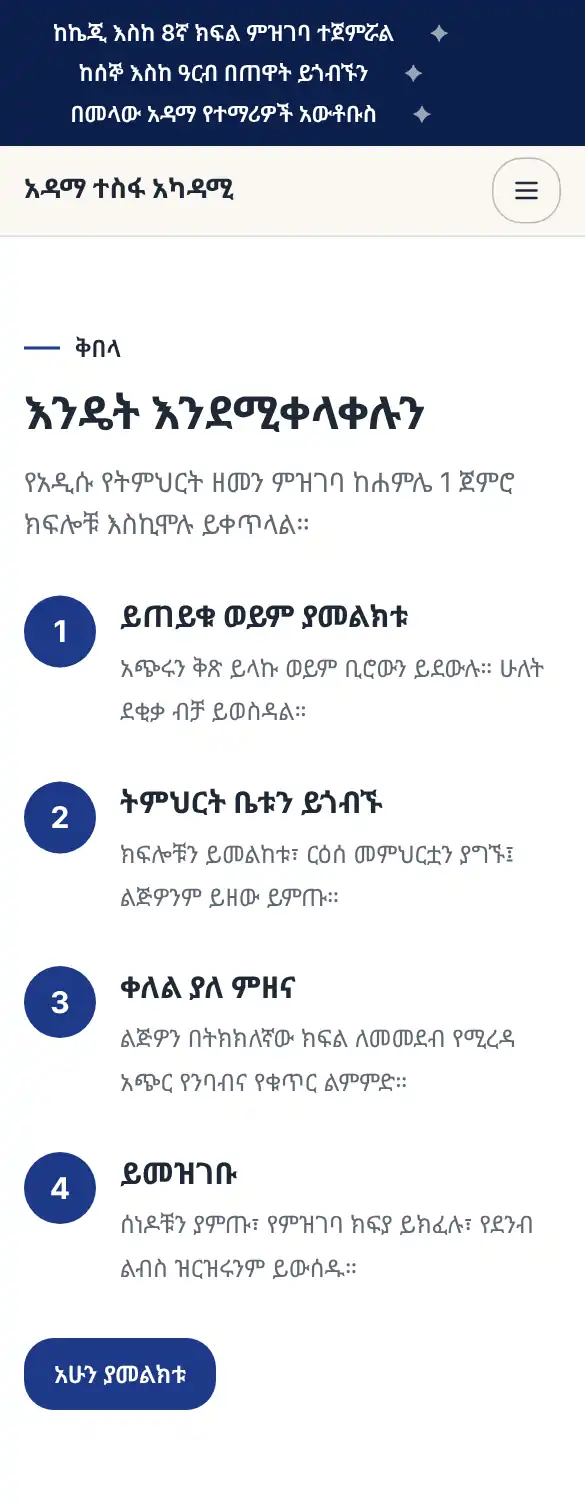 ከኬጂ እስከ 8ኛ ክፍል ምዝገባ ተጀምሯል ✦
ከሰኞ እስከ ዓርብ በጠዋት ይጎብኙን ✦
በመላው አዳማ የተማሪዎች አውቶቡስ ✦
አዳማ ተስፋ አካዳሚ
ቅበላ
እንዴት እንደሚቀላቀሉን
የአዲሱ የትምህርት ዘመን ምዝገባ ከሐምሌ 1 ጀምሮ
ክፍሎቹ እስኪሞሉ ይቀጥላል።
1
ይጠይቁ ወይም ያመልክቱ
አጭሩን ቅጽ ይላኩ ወይም ቢሮውን ይደውሉ። ሁለት
ደቂቃ ብቻ ይወስዳል።
2
ትምህርት ቤቱን ይጎብኙ
ክፍሎቹን ይመልከቱ፣ ርዕሰ መምህርቷን ያግኙ፤
ልጅዎንም ይዘው ይምጡ።
3
ቀለል ያለ ምዘና
ልጅዎን በትክክለኛው ክፍል ለመመደብ የሚረዳ
አጭር የንባብና የቁጥር ልምምድ።
4
ይመዝገቡ
ሰነዶቹን ያምጡ፣ የምዝገባ ክፍያ ይክፈሉ፣ የደንብ
ልብስ ዝርዝሩንም ይውሰዱ።
አሁን ያመልክቱ